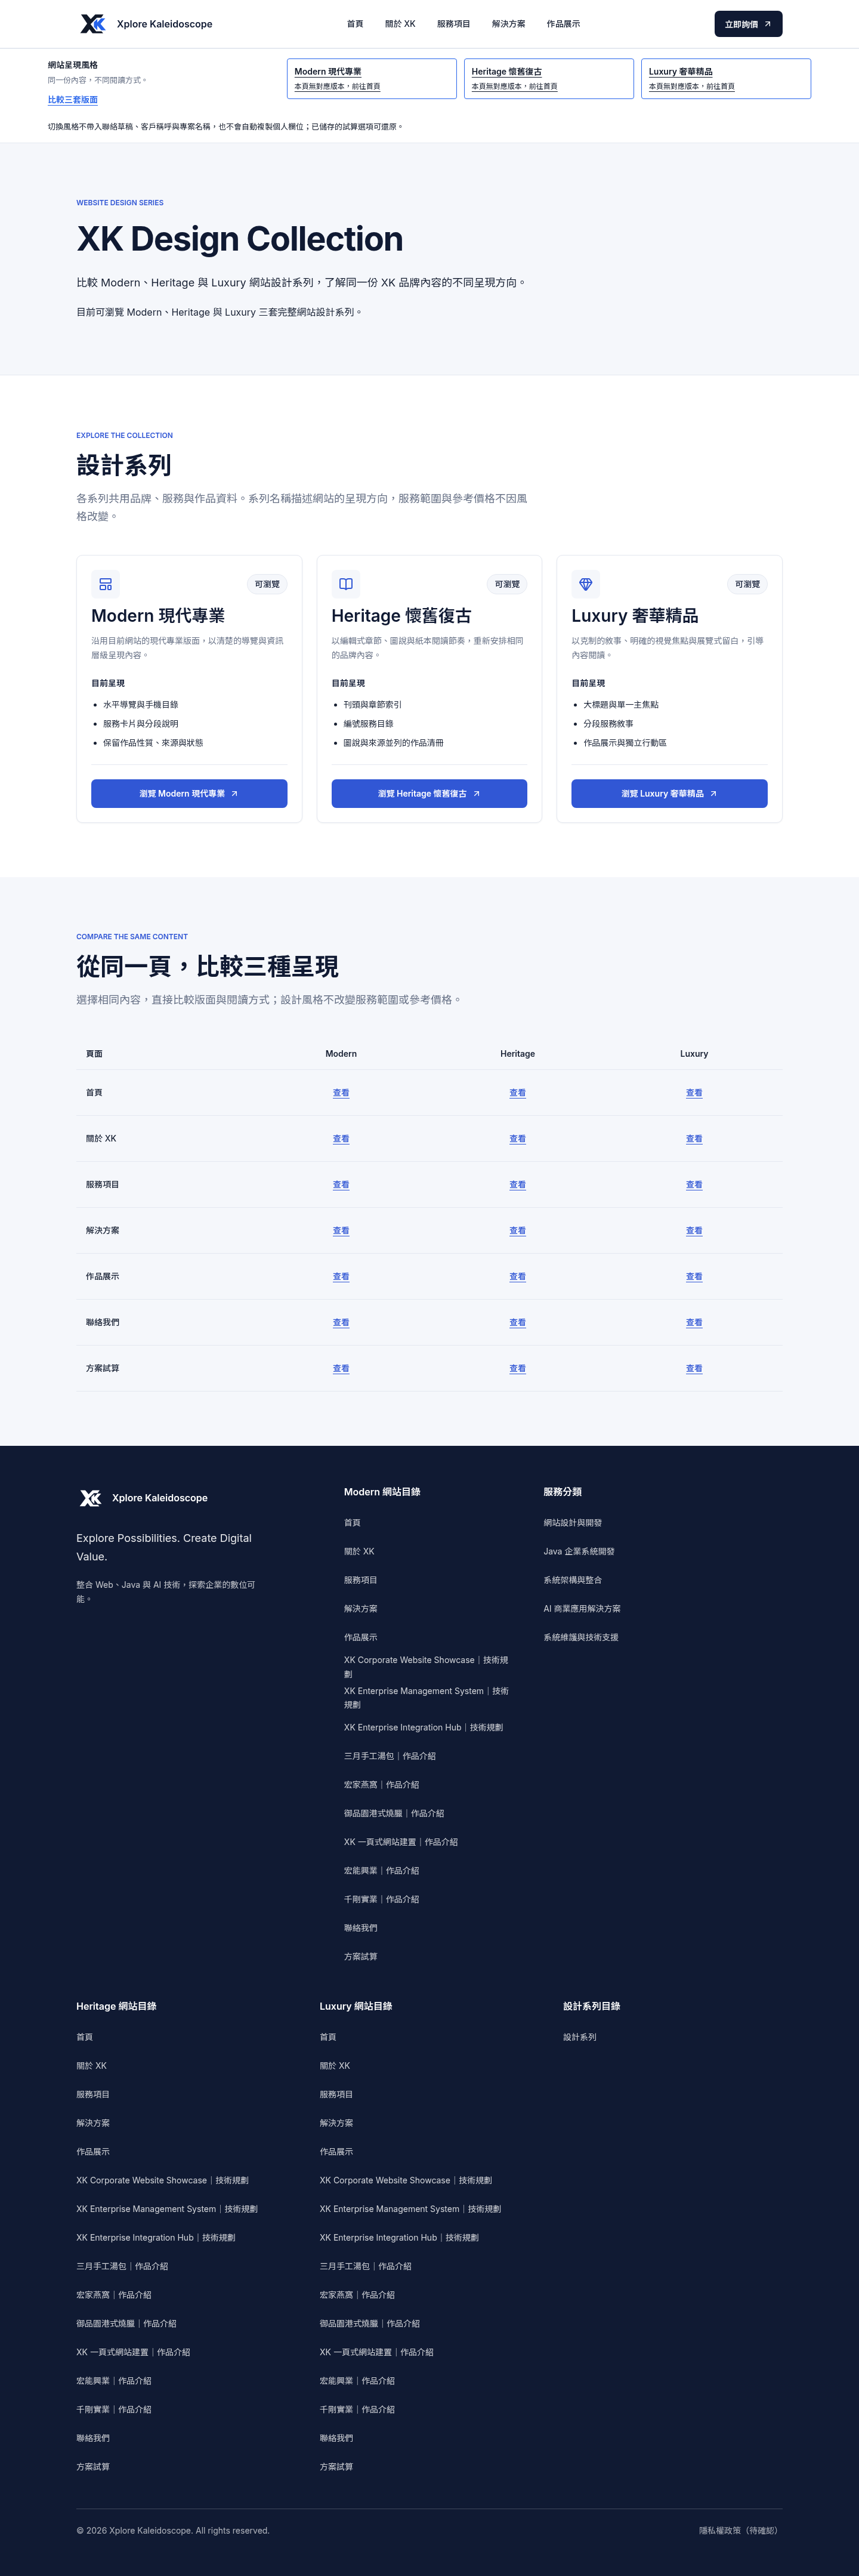 Xplore Kaleidoscope
首頁
關於 XK
服務項目
解決方案
作品展示
立即詢價
網站呈現風格
同一份內容，不同閱讀方式。
比較三套版面
Modern 現代專業
本頁無對應版本，前往首頁
Heritage 懷舊復古
本頁無對應版本，前往首頁
Luxury 奢華精品
本頁無對應版本，前往首頁
切換風格不帶入聯絡草稿、客戶稱呼與專案名稱，也不會自動複製個人欄位；已儲存的試算選項可還原。
WEBSITE DESIGN SERIES
XK Design Collection
比較 Modern、Heritage 與 Luxury 網站設計系列，了解同一份 XK 品牌內容的不同呈現方向。
目前可瀏覽 Modern、Heritage 與 Luxury 三套完整網站設計系列。
EXPLORE THE COLLECTION
設計系列
各系列共用品牌、服務與作品資料。系列名稱描述網站的呈現方向，服務範圍與參考價格不因風
格改變。
可瀏覽
Modern 現代專業
沿用目前網站的現代專業版面，以清楚的導覽與資訊
層級呈現內容。
目前呈現
水平導覽與手機目錄
服務卡片與分段說明
保留作品性質、來源與狀態
瀏覽 Modern 現代專業
可瀏覽
Heritage 懷舊復古
以編輯式章節、圖說與紙本閱讀節奏，重新安排相同
的品牌內容。
目前呈現
刊頭與章節索引
編號服務目錄
圖說與來源並列的作品清冊
瀏覽 Heritage 懷舊復古
可瀏覽
Luxury 奢華精品
以克制的敘事、明確的視覺焦點與展覽式留白，引導
內容閱讀。
目前呈現
大標題與單一主焦點
分段服務敘事
作品展示與獨立行動區
瀏覽 Luxury 奢華精品
COMPARE THE SAME CONTENT
從同一頁，比較三種呈現
選擇相同內容，直接比較版面與閱讀方式；設計風格不改變服務範圍或參考價格。
頁面 Modern Heritage Luxury
首頁 查看 查看 查看
關於 XK 查看 查看 查看
服務項目 查看 查看 查看
解決方案 查看 查看 查看
作品展示 查看 查看 查看
聯絡我們 查看 查看 查看
方案試算 查看 查看 查看
Xplore Kaleidoscope
Explore Possibilities. Create Digital
Value.
整合 Web、Java 與 AI 技術，探索企業的數位可
能。
Modern 網站目錄
首頁
關於 XK
服務項目
解決方案
作品展示
XK Corporate Website Showcase｜技術規
劃
XK Enterprise Management System｜技術
規劃
XK Enterprise Integration Hub｜技術規劃
三月手工湯包｜作品介紹
宏家燕窩｜作品介紹
御品園港式燒臘｜作品介紹
XK 一頁式網站建置｜作品介紹
宏能興業｜作品介紹
千剛實業｜作品介紹
聯絡我們
方案試算
服務分類
網站設計與開發
Java 企業系統開發
系統架構與整合
AI 商業應用解決方案
系統維護與技術支援
Heritage 網站目錄
首頁
關於 XK
服務項目
解決方案
作品展示
XK Corporate Website Showcase｜技術規劃
XK Enterprise Management System｜技術規劃
XK Enterprise Integration Hub｜技術規劃
三月手工湯包｜作品介紹
宏家燕窩｜作品介紹
御品園港式燒臘｜作品介紹
XK 一頁式網站建置｜作品介紹
宏能興業｜作品介紹
千剛實業｜作品介紹
聯絡我們
方案試算
Luxury 網站目錄
首頁
關於 XK
服務項目
解決方案
作品展示
XK Corporate Website Showcase｜技術規劃
XK Enterprise Management System｜技術規劃
XK Enterprise Integration Hub｜技術規劃
三月手工湯包｜作品介紹
宏家燕窩｜作品介紹
御品園港式燒臘｜作品介紹
XK 一頁式網站建置｜作品介紹
宏能興業｜作品介紹
千剛實業｜作品介紹
聯絡我們
方案試算
設計系列目錄
設計系列
© 2026 Xplore Kaleidoscope. All rights reserved.
隱私權政策（待確認）